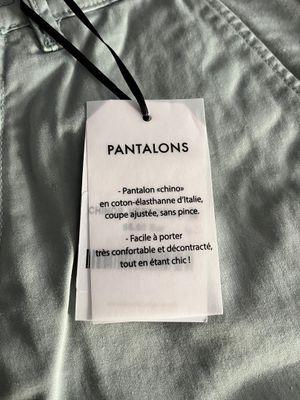 PANTALONS
- Pantalon «chino»
en coton-élasthanne d'Italie,
coupe ajustée, sans pince.
- Facile à porter
très confortable et décontracté,
tout en étant chic !